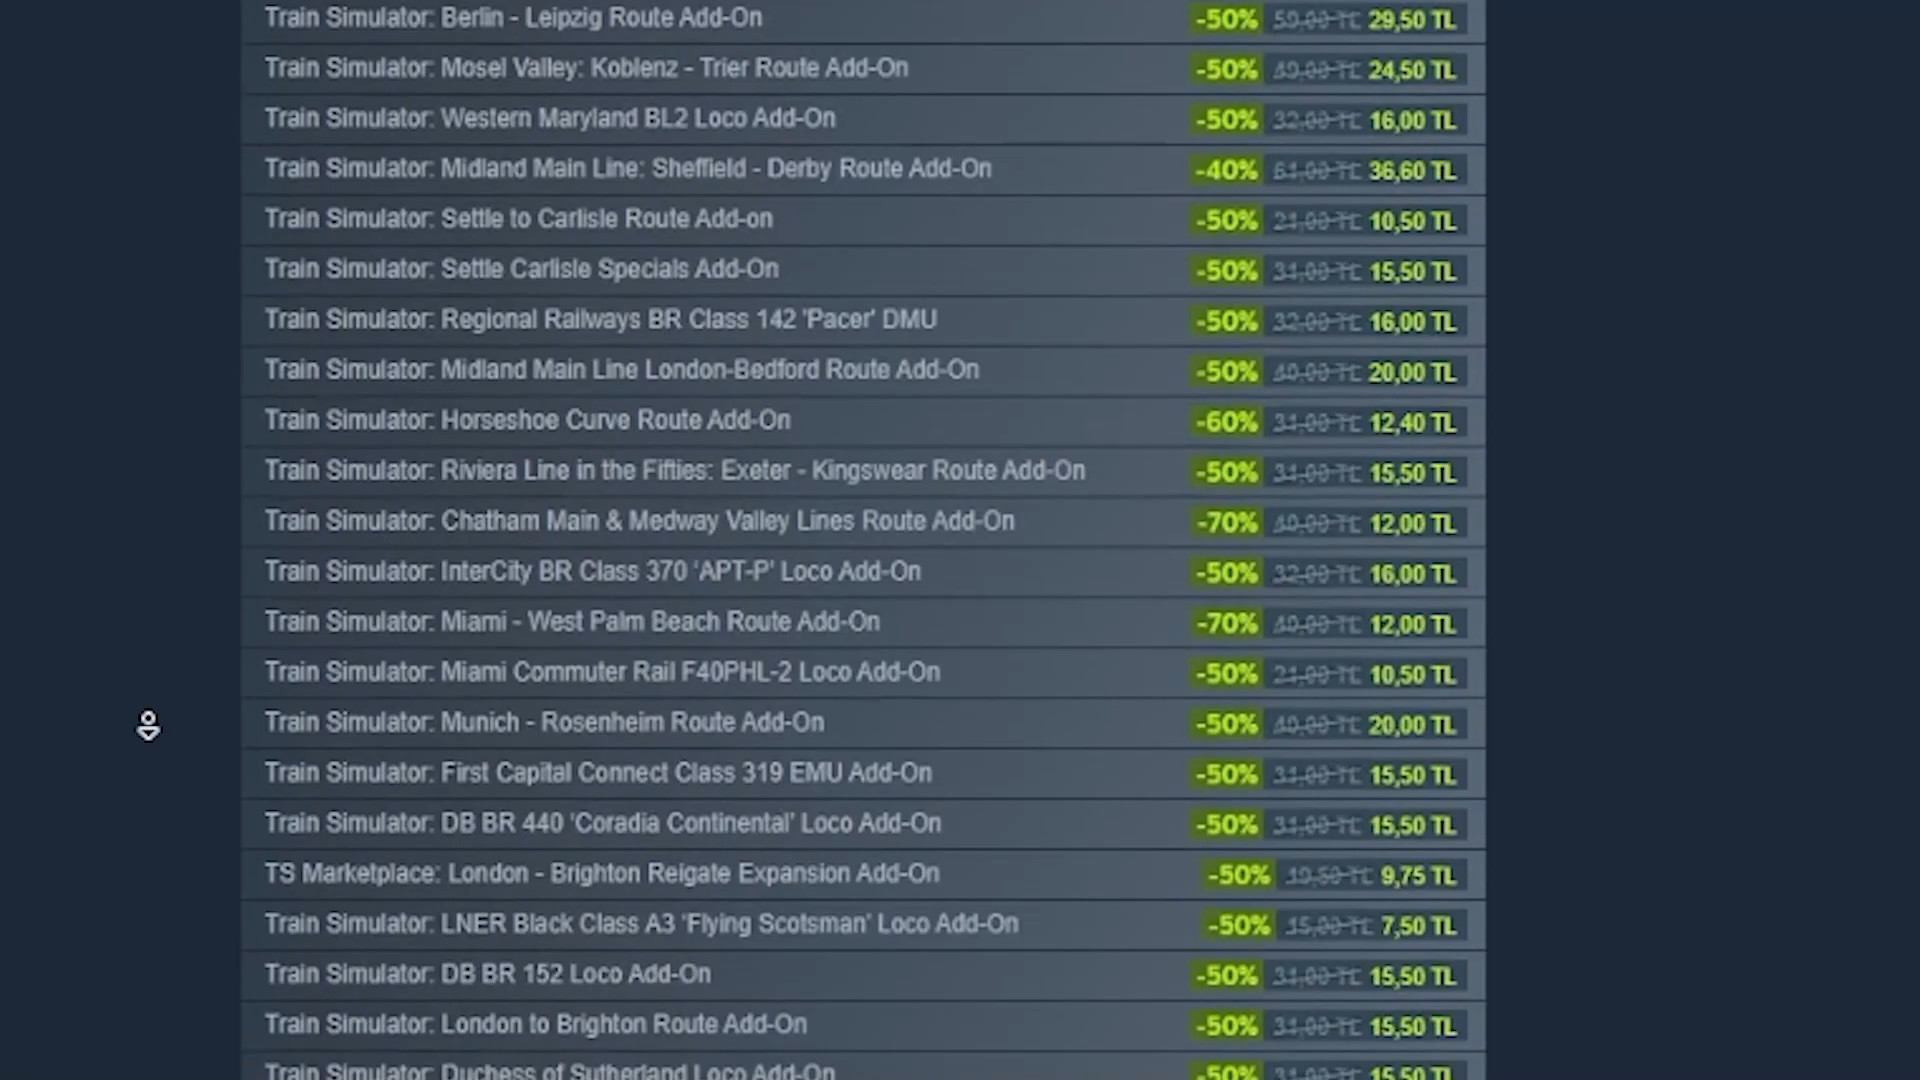 Train Simulator: Berlin - Leipzig Route Add-On -50% 59,00 TL 29,50 TL
Train Simulator: Mosel Valley: Koblenz - Trier Route Add-On -50% 49,00 TL 24,50 TL
Train Simulator: Western Maryland BL2 Loco Add-On -50% 32,00 TL 16,00 TL
Train Simulator: Midland Main Line: Sheffield - Derby Route Add-On -40% 61,00 TL 36,60 TL
Train Simulator: Settle to Carlisle Route Add-on -50% 21,00 TL 10,50 TL
Train Simulator: Settle Carlisle Specials Add-On -50% 31,00 TL 15,50 TL
Train Simulator: Regional Railways BR Class 142 'Pacer' DMU -50% 32,00 TL 16,00 TL
Train Simulator: Midland Main Line London-Bedford Route Add-On -50% 40,00 TL 20,00 TL
Train Simulator: Horseshoe Curve Route Add-On -60% 31,00 TL 12,40 TL
Train Simulator: Riviera Line in the Fifties: Exeter - Kingswear Route Add-On -50% 31,00 TL 15,50 TL
Train Simulator: Chatham Main & Medway Valley Lines Route Add-On -70% 40,00 TL 12,00 TL
Train Simulator: InterCity BR Class 370 ‘APT-P’ Loco Add-On -50% 32,00 TL 16,00 TL
Train Simulator: Miami - West Palm Beach Route Add-On -70% 40,00 TL 12,00 TL
Train Simulator: Miami Commuter Rail F40PHL-2 Loco Add-On -50% 21,00 TL 10,50 TL
Train Simulator: Munich - Rosenheim Route Add-On -50% 40,00 TL 20,00 TL
Train Simulator: First Capital Connect Class 319 EMU Add-On -50% 31,00 TL 15,50 TL
Train Simulator: DB BR 440 'Coradia Continental' Loco Add-On -50% 31,00 TL 15,50 TL
TS Marketplace: London - Brighton Reigate Expansion Add-On -50% 19,50 TL 9,75 TL
Train Simulator: LNER Black Class A3 'Flying Scotsman' Loco Add-On -50% 15,00 TL 7,50 TL
Train Simulator: DB BR 152 Loco Add-On -50% 31,00 TL 15,50 TL
Train Simulator: London to Brighton Route Add-On -50% 31,00 TL 15,50 TL
Train Simulator: Duchess of Sutherland Loco Add-On -50% 31,00 TL 15,50 TL